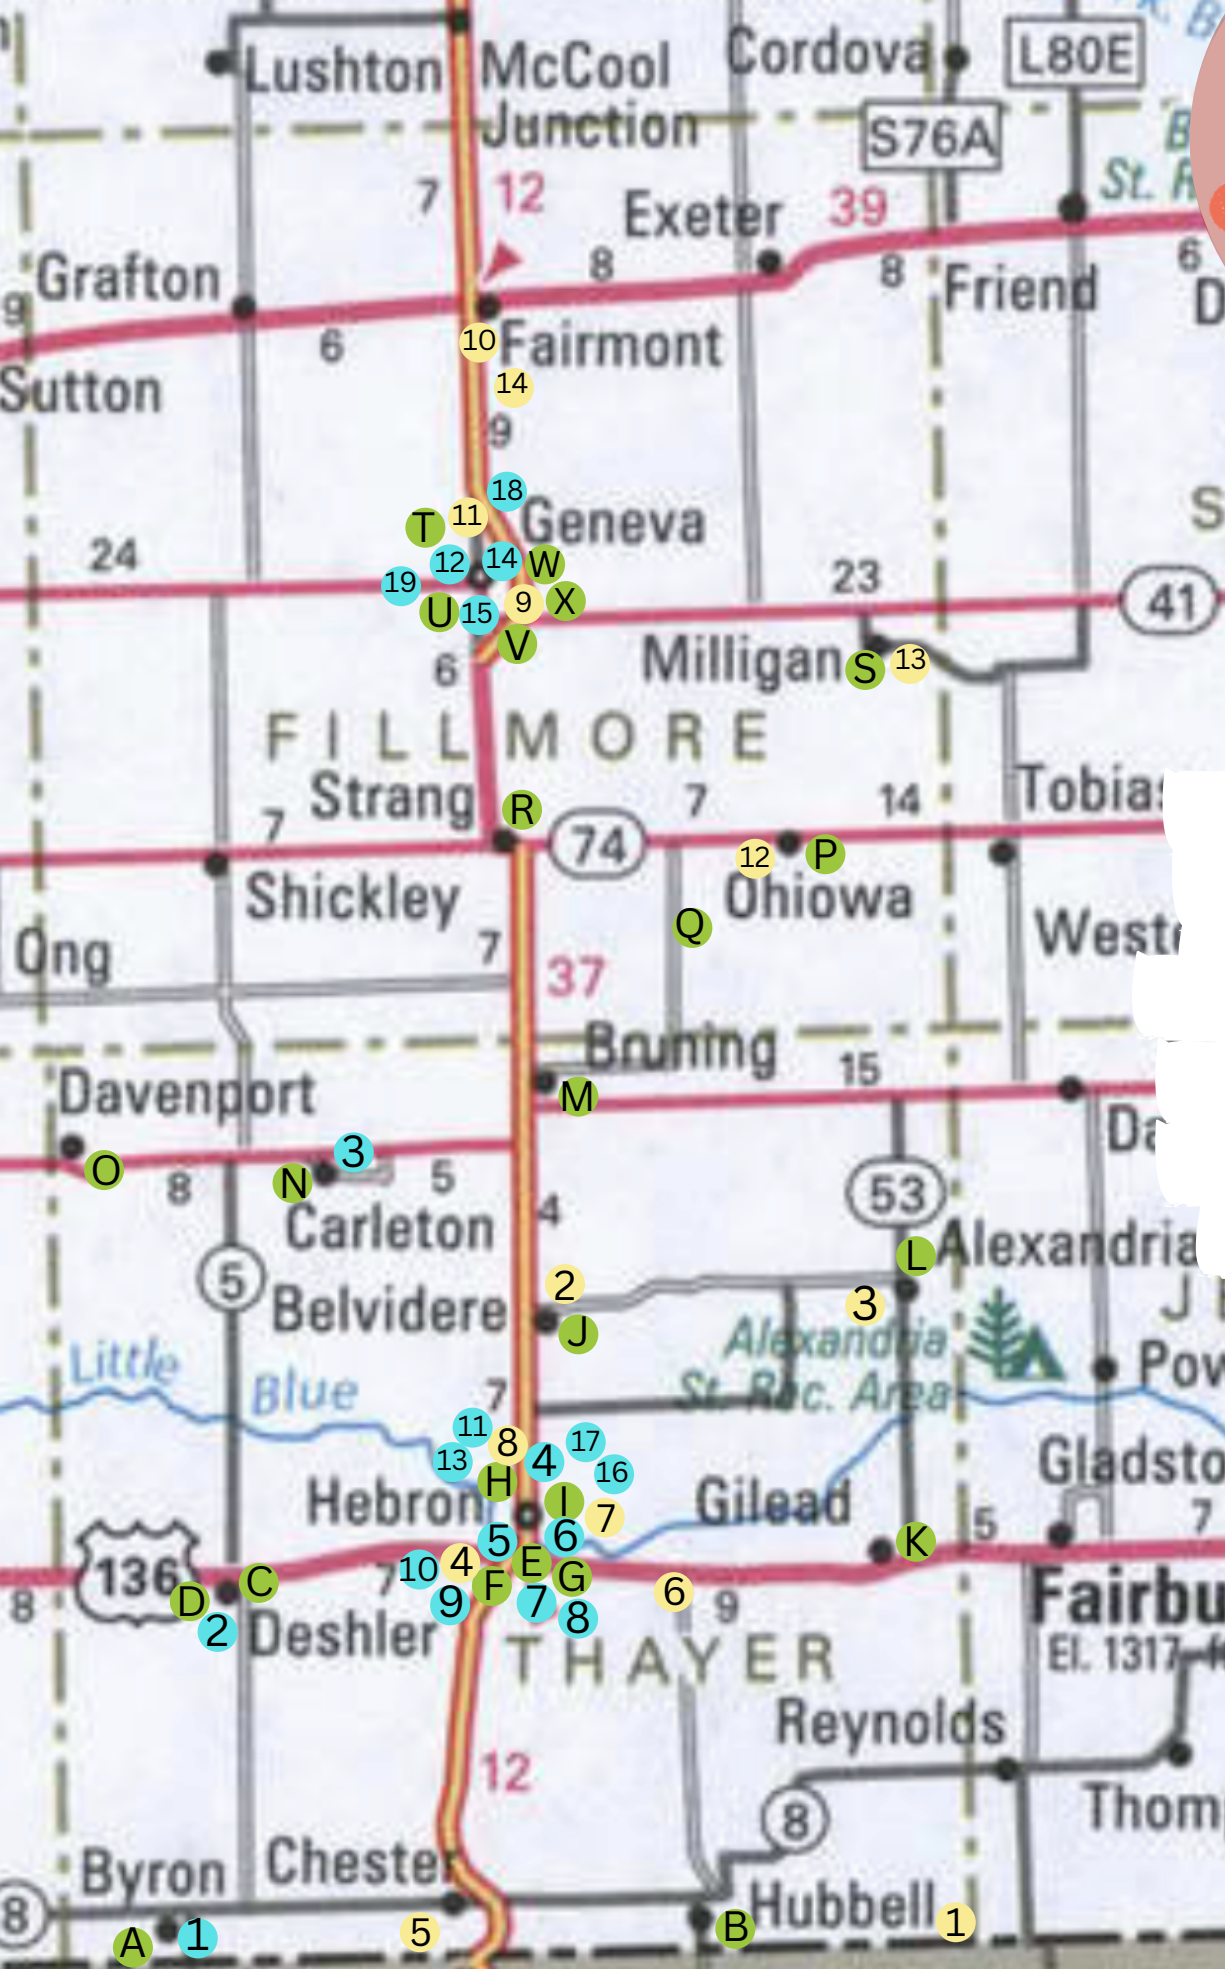 Lushton
McCool
Junction
Cordova
L80E
S76A
St. R
7
12
Exeter
39
Grafton
8
8
6
9
Friend
D
6
10
Fairmont
Sutton
14
9
18
T
11
Geneva
S
24
12
14
W
19
23
U
15
9
X
41
V
6
Milligan
S
13
FILLMORE
Strang
R
7
14
7
74
12
P
Shickley
Ohiowa
Q
Ong
7
37
Bruning
Davenport
15
M
O
3
8
N
5
53
Carleton
4
L
Alexandria
5
2
3
Belvidere
J
J
Alexandria
St. Rec. Area
Little
Blue
7
11
8
17
13
4
16
H
Hebron
I
7
Gilead
5
6
K
5
7
136
10
4
E
C
7
F
G
6
D
9
7
9
8
8
2
Deshler
THAYER
El. 1317
Reynolds
12
8
Byron
Chester
8
Hubbell
A
1
5
B
1